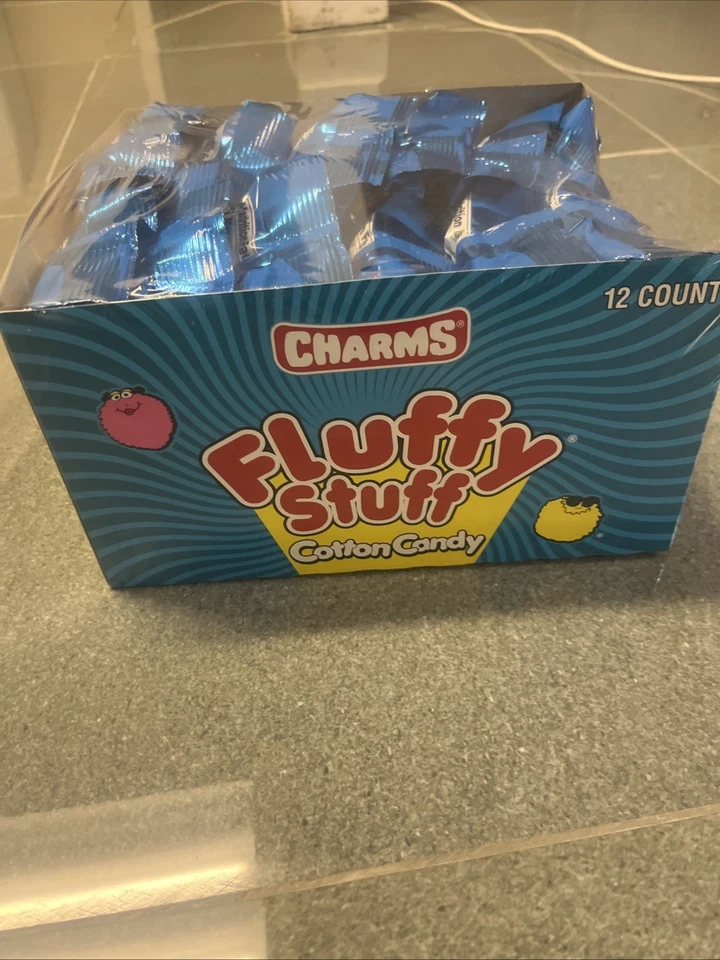 12 COUNT
CHARMS®
Fluffy®
Stuff
Cotton Candy